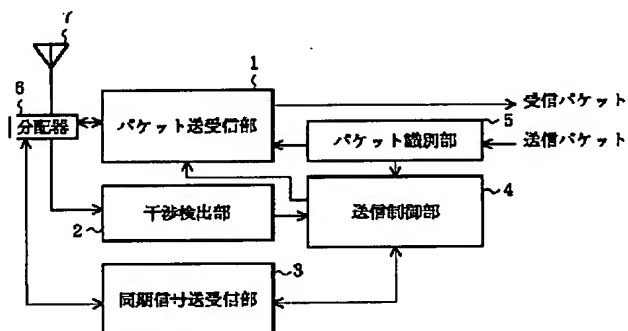 7
1
6
分配器
パケット送受信部
受信パケット
5
パケット識別部
送信パケット
4
送信制御部
干渉検出部
2
3
同期信号送受信部